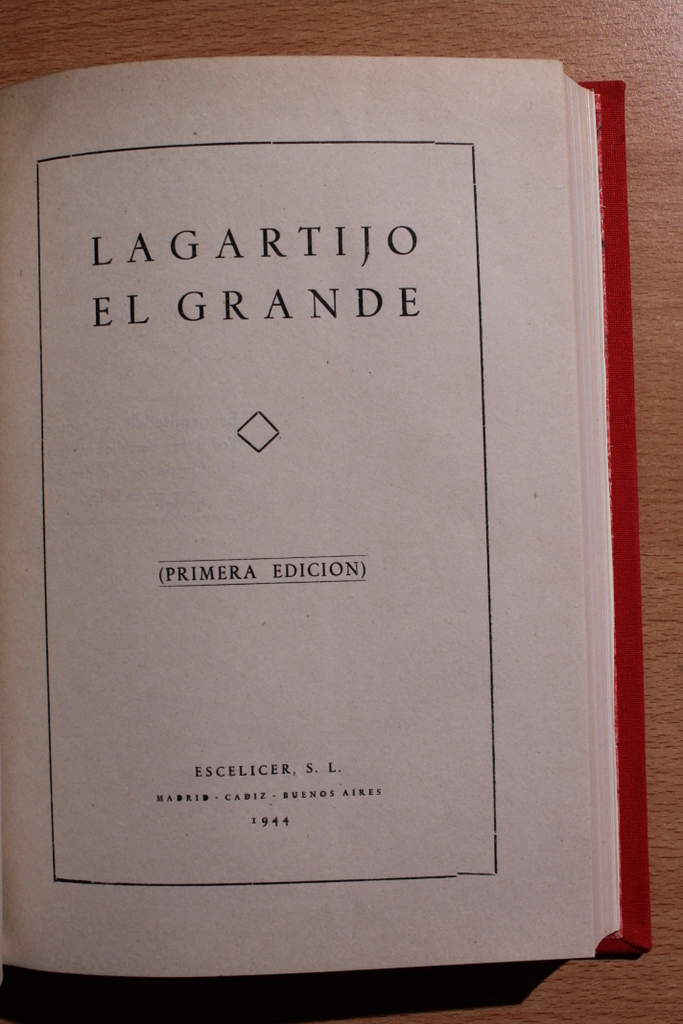 LAGARTIJO
EL GRANDE
(PRIMERA EDICION)
ESCELICER, S. L.
MADRID - CADIZ - BUENOS AIRES
1944